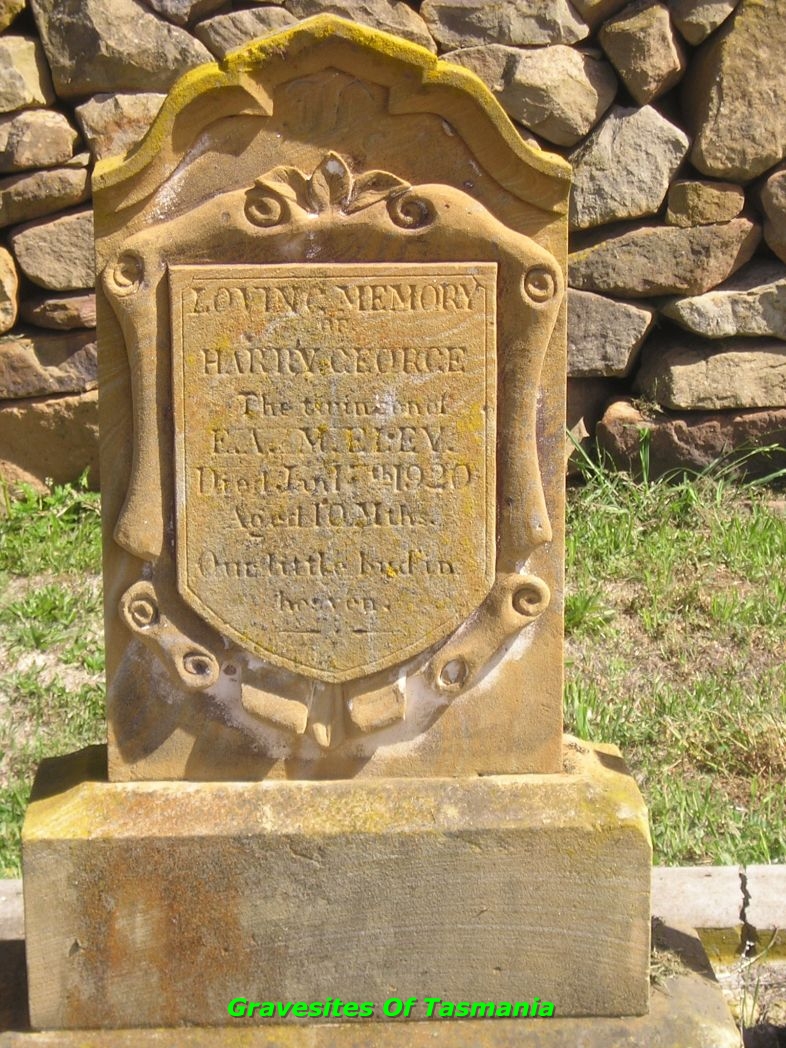 LOVING MEMORY
OF
HARRY GEORGE
The twin son of
E. A. M. ELEY.
Died Jan 1920
Aged 10 Mths.
Our little bud in
heaven.
Gravesites Of Tasmania